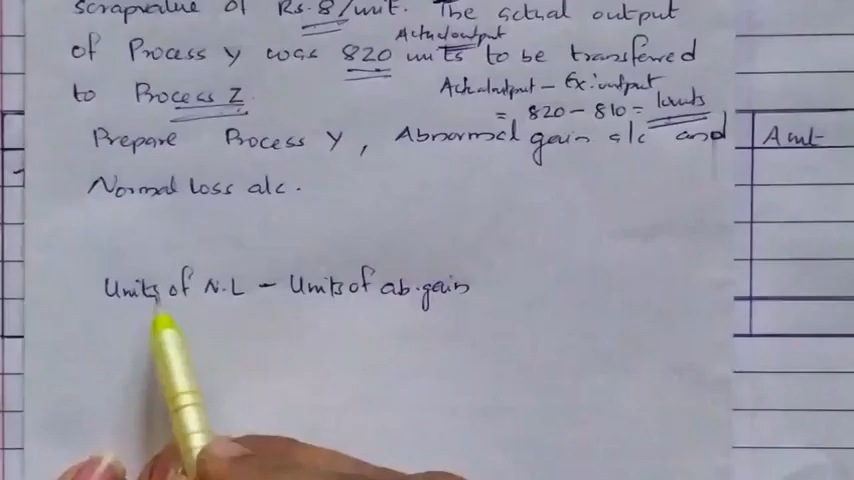 scrapvalue of Rs. 8/unit. The actual output
Actual output
of Process Y was 820 units to be transferred
to Process Z.
Actual output - Ex: output
= 820 - 810 = 10 units
Prepare Process Y, Abnormal gain a/c and
Normal Loss a/c.
Amt
Units of N.L - Units of ab.gain